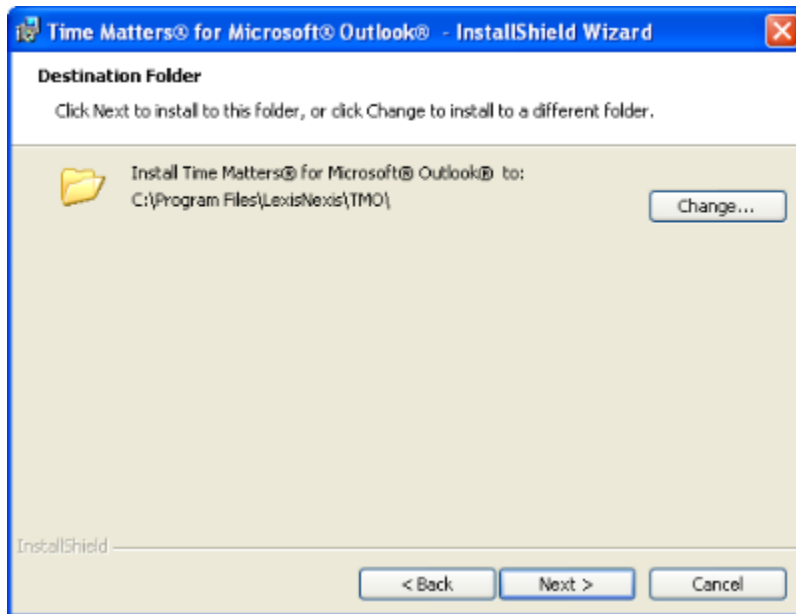 Time Matters® for Microsoft® Outlook® - InstallShield Wizard
Destination Folder
Click Next to install to this folder, or click Change to install to a different folder.
Install Time Matters® for Microsoft® Outlook® to:
C:\Program Files\LexisNexis\TMO\
Change...
InstallShield
< Back
Next >
Cancel